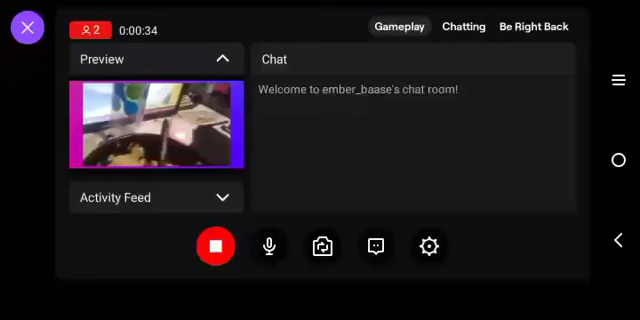 2
0:00:34
Gameplay
Chatting
Be Right Back
Preview
Chat
Welcome to ember_baase's chat room!
Activity Feed